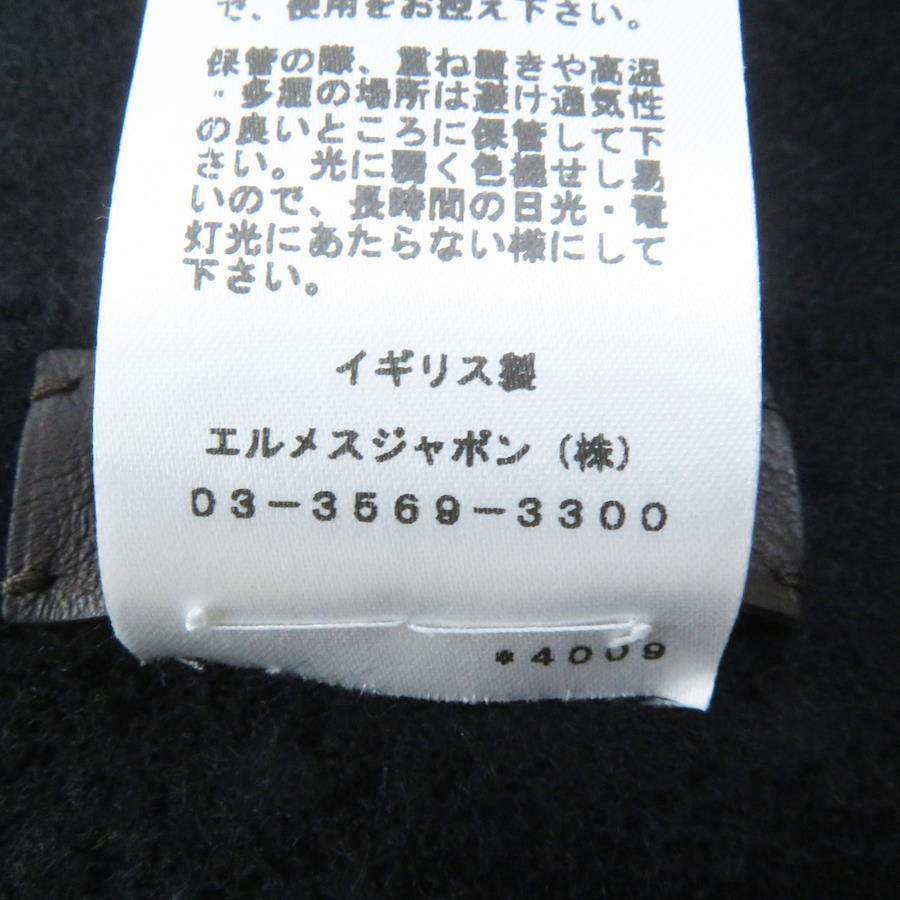 で、使用をお控え下さい。
保管の際、重ね置きや高温
・多湿の場所は避け通気性
の良いところに保管して下
さい。光に弱く色褪せし易
いので、長時間の日光・電
灯光にあたらない様にして
下さい。
イギリス製
エルメスジャポン（株）
03-3569-3300
*4009